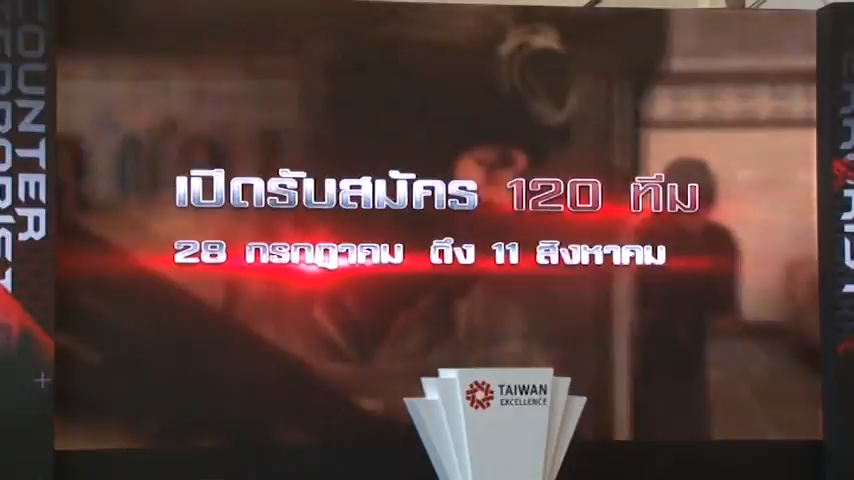 เปิดรับสมัคร 120 ทีม
28 กรกฎาคม ถึง 11 สิงหาคม
COUNTER
TERRORIST
TAIWAN
EXCELLENCE